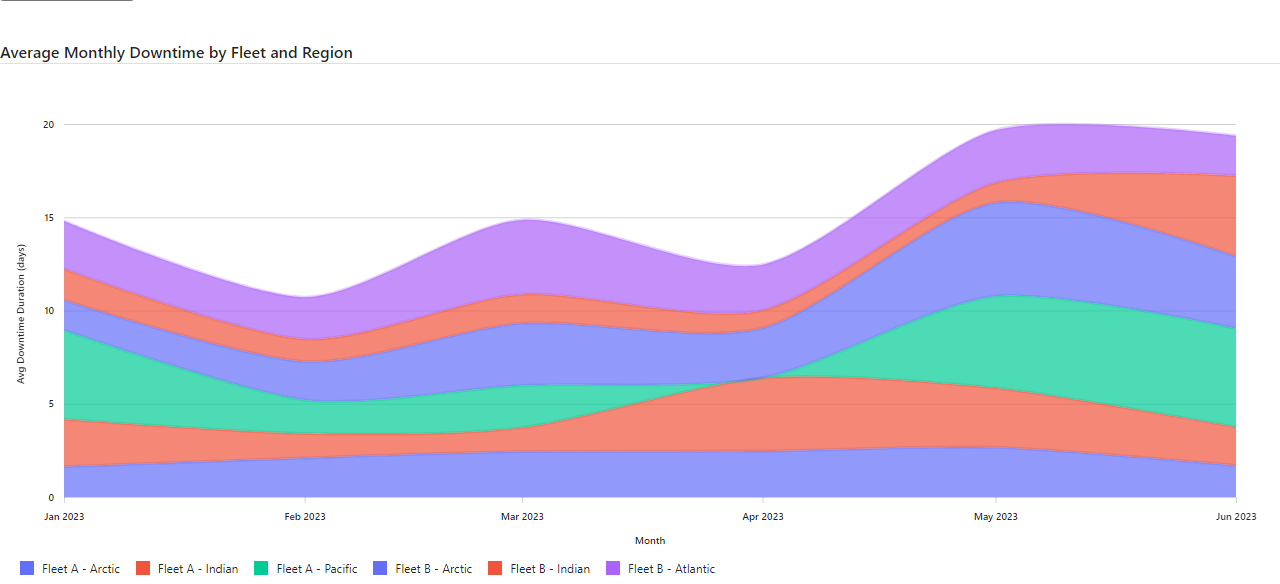 Average Monthly Downtime by Fleet and Region
20
15
10
5
0
Avg Downtime Duration (days)
Jan 2023 Feb 2023 Mar 2023 Apr 2023 May 2023 Jun 2023
Month
Fleet A - Arctic Fleet A - Indian Fleet A - Pacific Fleet B - Arctic Fleet B - Indian Fleet B - Atlantic